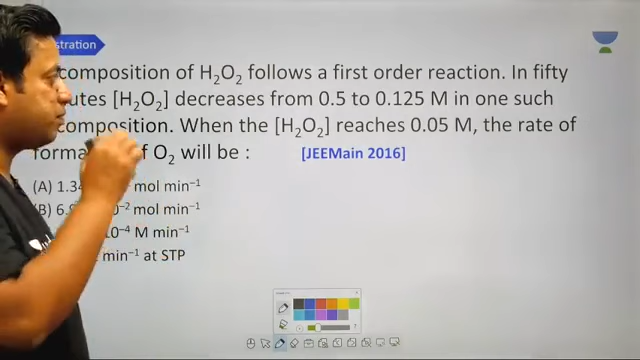 stration
composition of H₂O₂ follows a first order reaction. In fifty
utes [H₂O₂] decreases from 0.5 to 0.125 M in one such
composition. When the [H₂O₂] reaches 0.05 M, the rate of
forma f O₂ will be : [JEEMain 2016]
(A) 1.34 mol min⁻¹
(B) 6.9 0⁻² mol min⁻¹
10⁻⁴ M min⁻¹
min⁻¹ at STP